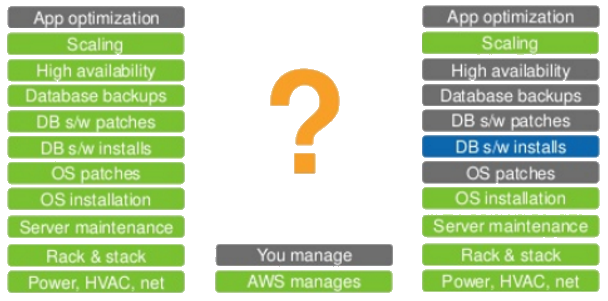 App optimization
Scaling
High availability
Database backups
DB s/w patches
DB s/w installs
OS patches
OS installation
Server maintenance
Rack & stack
Power, HVAC, net
?
You manage
AWS manages
App optimization
Scaling
High availability
Database backups
DB s/w patches
DB s/w installs
OS patches
OS installation
Server maintenance
Rack & stack
Power, HVAC, net